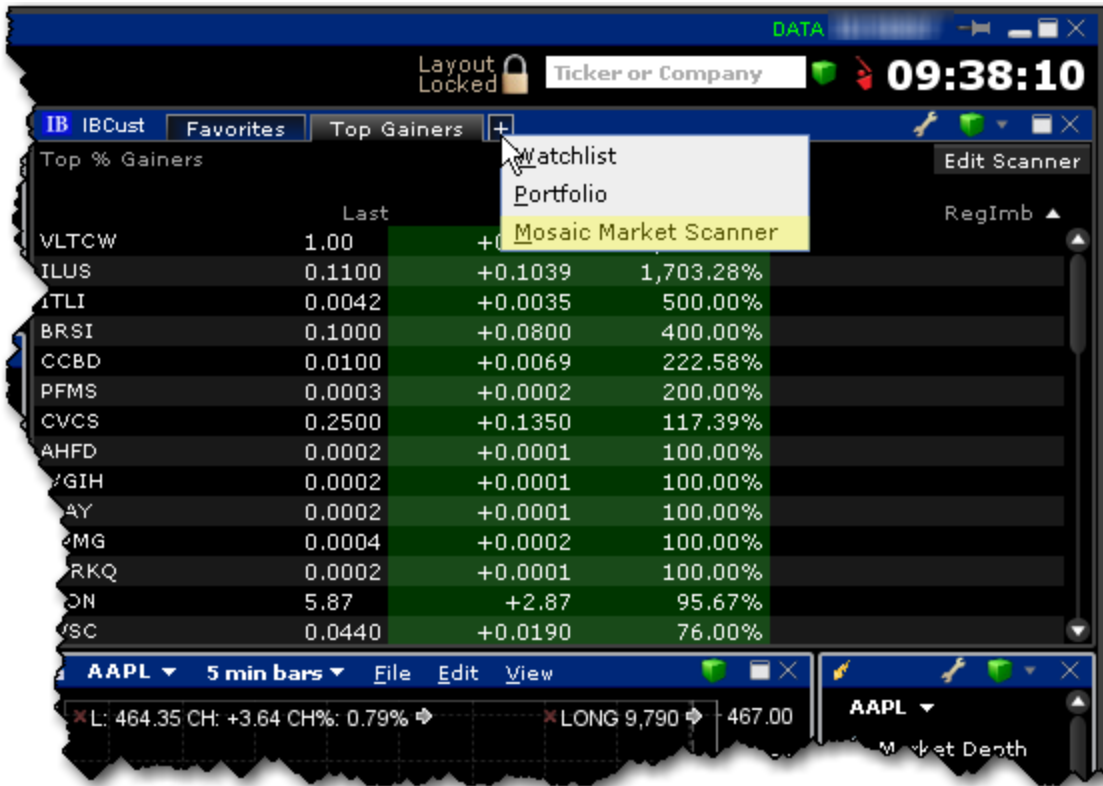 DATA
Layout Locked
Ticker or Company
09:38:10
IB IBCust Favorites Top Gainers +
Top % Gainers
Watchlist
Portfolio
Mosaic Market Scanner
Edit Scanner
Last RegImb
VLTCW 1.00
ILUS 0.1100 +0.1039 1,703.28%
ITLI 0.0042 +0.0035 500.00%
BRSI 0.1000 +0.0800 400.00%
CCBD 0.0100 +0.0069 222.58%
PFMS 0.0003 +0.0002 200.00%
CVCS 0.2500 +0.1350 117.39%
AHFD 0.0002 +0.0001 100.00%
0.0002 +0.0001 100.00%
0.0002 +0.0001 100.00%
0.0004 +0.0002 100.00%
0.0002 +0.0001 100.00%
5.87 +2.87 95.67%
0.0440 +0.0190 76.00%
AAPL 5 min bars File Edit View
L: 464.35 CH: +3.64 CH%: 0.79% LONG 9,790 467.00
AAPL
Market Depth